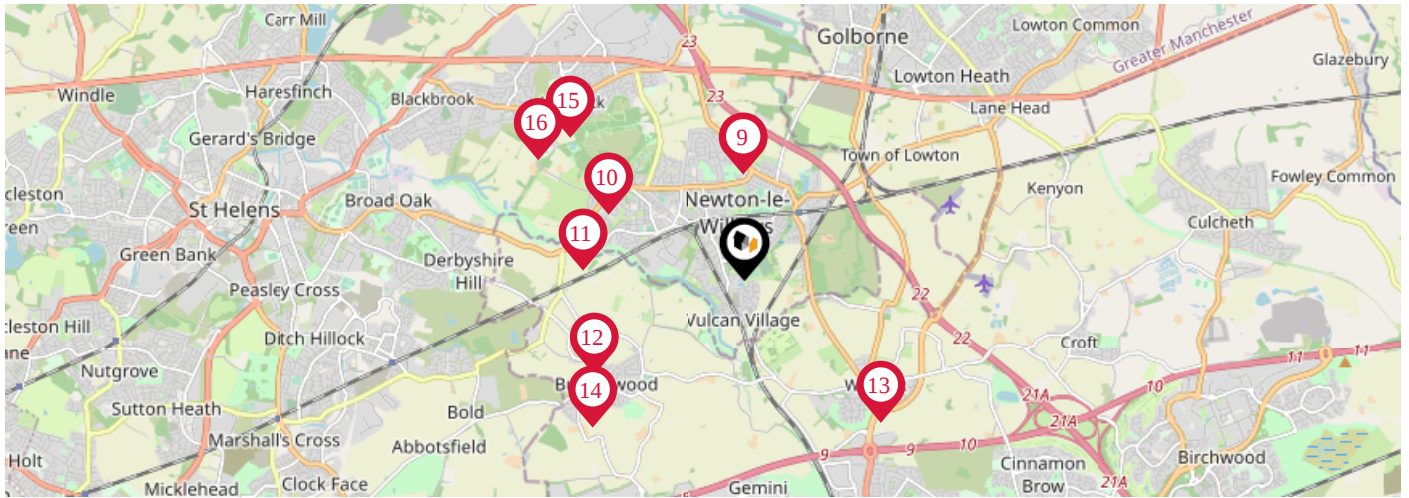 Carr Mill
23
Golborne
Lowton Common
Greater Manchester
Glazebury
Windle
Haresfinch
Blackbrook
15
23
Lowton Heath
Lane Head
16
Gerard's Bridge
9
Town of Lowton
10
Kenyon
Fowley Common
St Helens
Broad Oak
Newton-le-
Culcheth
11
Green Bank
Derbyshire
Hill
Peasley Cross
22
Vulcan Village
22
Ditch Hillock
12
Croft
11
11
Nutgrove
14
13
10
21A
21A
Sutton Heath
Bold
Marshall's Cross
Abbotsfield
9
9
10
Holt
Cinnamon
Brow
Birchwood
Micklehead
Clock Face
Gemini
21A